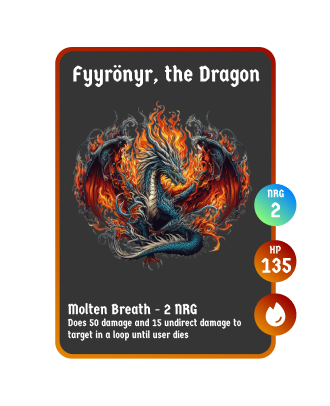 Fyyrönyr, the Dragon
NRG
2
HP
135
Molten Breath - 2 NRG
Does 50 damage and 15 undirect damage to
target in a loop until user dies